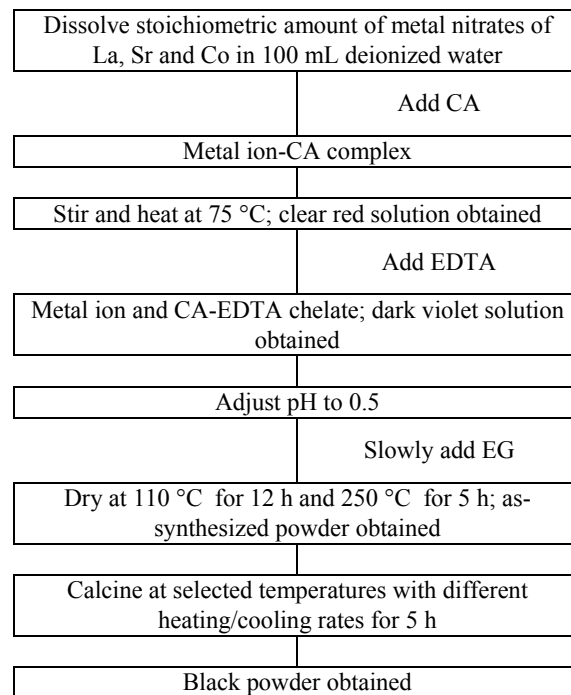 Dissolve stoichiometric amount of metal nitrates of
La, Sr and Co in 100 mL deionized water
Add CA
Metal ion-CA complex
Stir and heat at 75 °C; clear red solution obtained
Add EDTA
Metal ion and CA-EDTA chelate; dark violet solution
obtained
Adjust pH to 0.5
Slowly add EG
Dry at 110 °C for 12 h and 250 °C for 5 h; as-
synthesized powder obtained
Calcine at selected temperatures with different
heating/cooling rates for 5 h
Black powder obtained